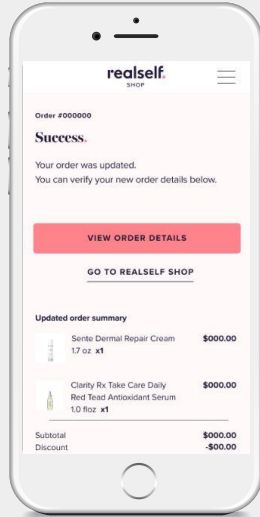 realself.
SHOP
Order #000000
Success.
Your order was updated.
You can verify your new order details below.
VIEW ORDER DETAILS
GO TO REALSELF SHOP
Updated order summary
Sente Dermal Repair Cream $000.00
1.7 oz x1
Clarity Rx Take Care Daily $000.00
Red Tead Antioxidant Serum
1.0 floz x1
Subtotal $000.00
Discount -$00.00